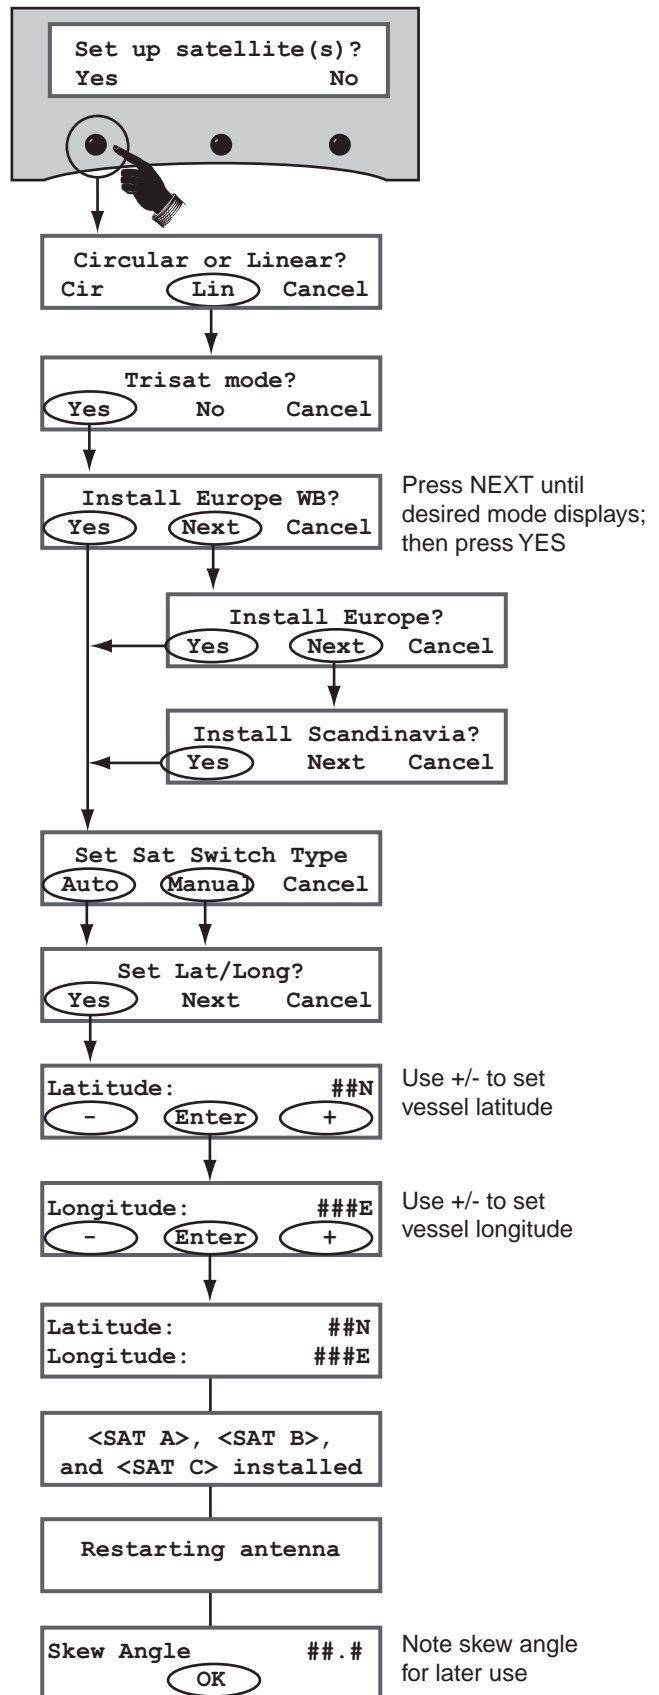 Set up satellite(s)?
Yes No
Circular or Linear?
Cir Lin Cancel
Trisat mode?
Yes No Cancel
Install Europe WB?
Yes Next Cancel
Press NEXT until
desired mode displays;
then press YES
Install Europe?
Yes Next Cancel
Install Scandinavia?
Yes Next Cancel
Set Sat Switch Type
Auto Manual Cancel
Set Lat/Long?
Yes Next Cancel
Latitude: ##N
- Enter +
Use +/- to set
vessel latitude
Longitude: ###E
- Enter +
Use +/- to set
vessel longitude
Latitude: ##N
Longitude: ###E
<SAT A>, <SAT B>,
and <SAT C> installed
Restarting antenna
Skew Angle ##.#
OK
Note skew angle
for later use